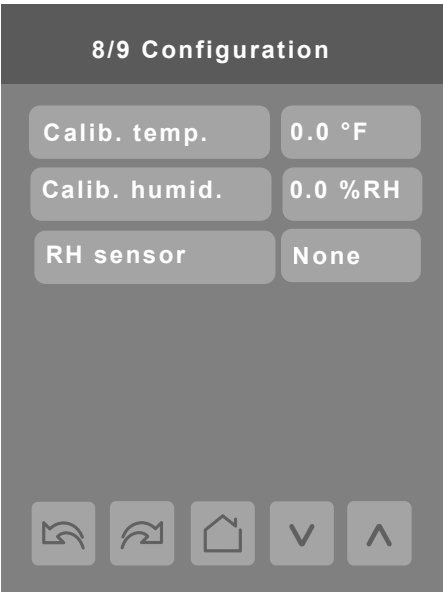 8/9 Configuration
Calib. temp. 0.0 °F
Calib. humid. 0.0 %RH
RH sensor None